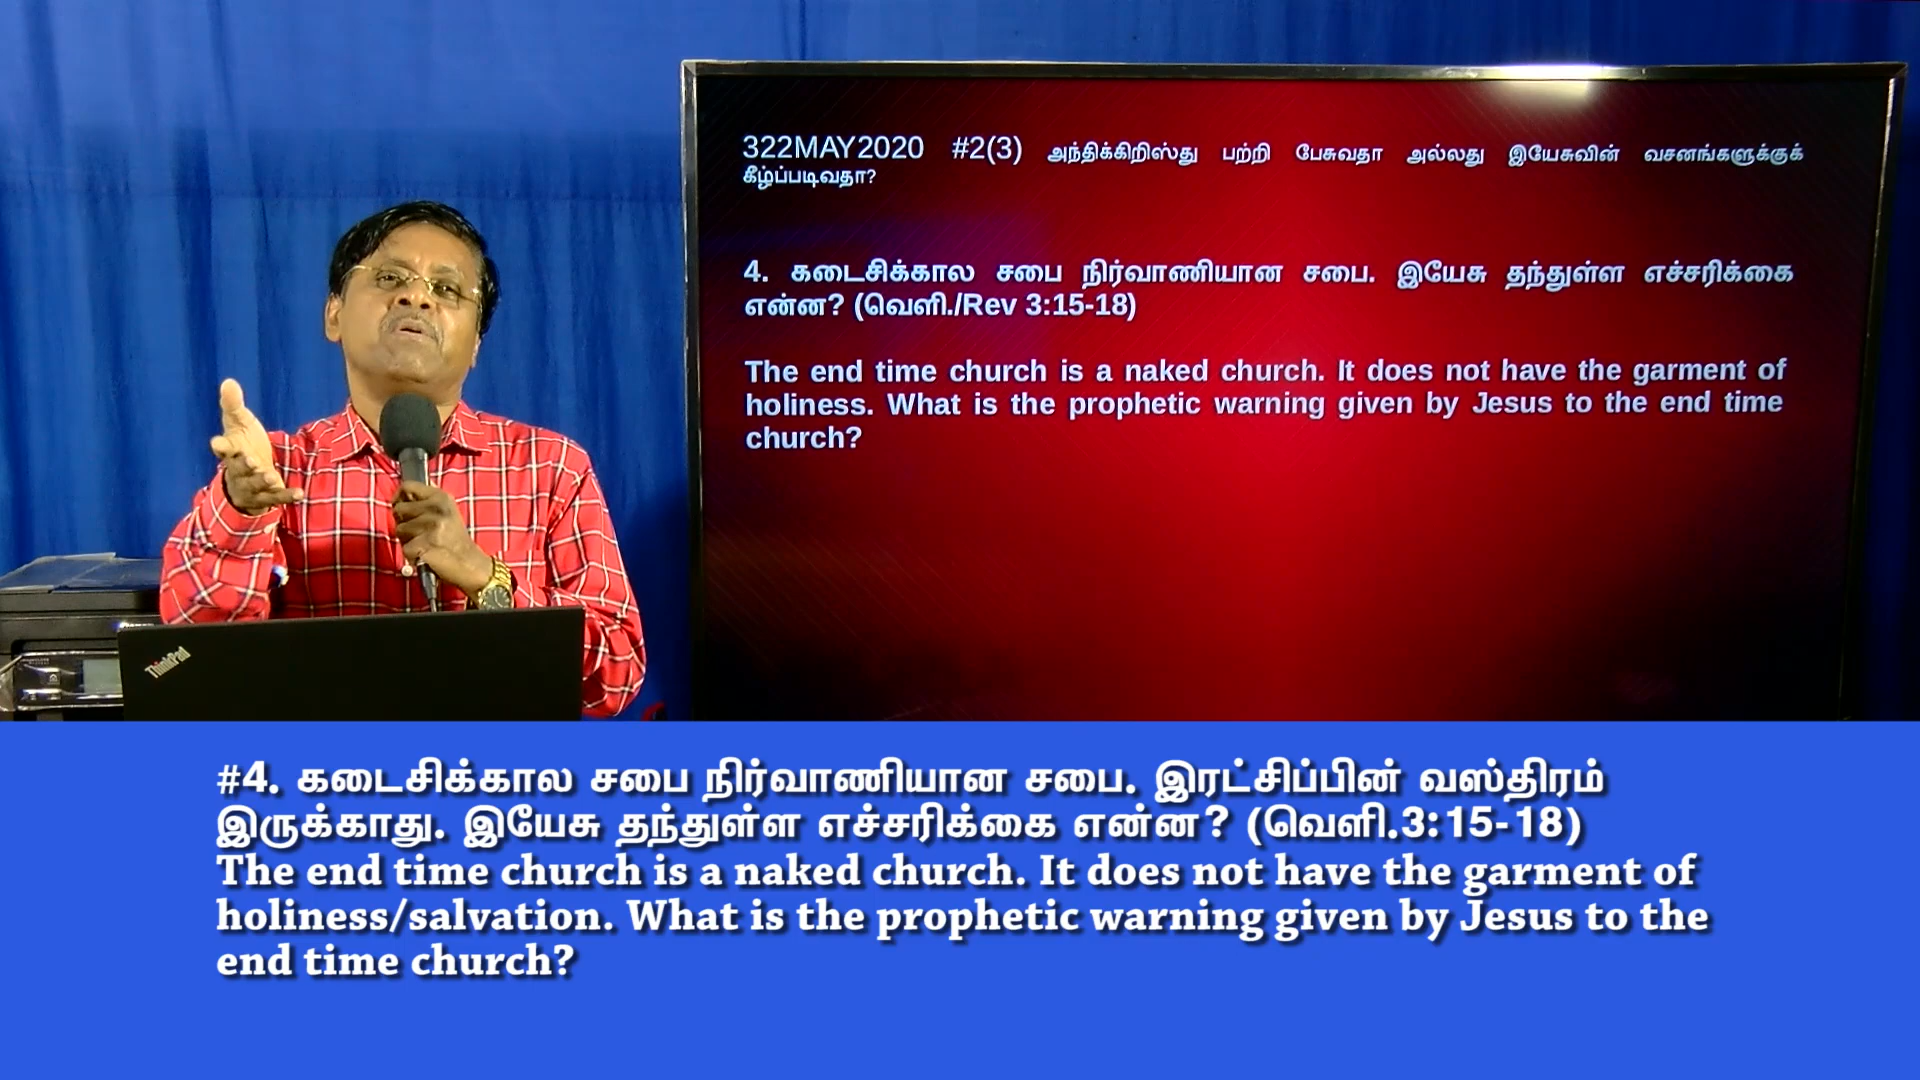 322MAY2020 #2(3) அந்திக்கிறிஸ்து பற்றி பேசுவதா அல்லது இயேசுவின் வசனங்களுக்குக்
கீழ்ப்படிவதா?
4. கடைசிக்கால சபை நிர்வாணியான சபை. இயேசு தந்துள்ள எச்சரிக்கை
என்ன? (வெளி./Rev 3:15-18)
The end time church is a naked church. It does not have the garment of
holiness. What is the prophetic warning given by Jesus to the end time
church?
ThinkPad
#4. கடைசிக்கால சபை நிர்வாணியான சபை. இரட்சிப்பின் வஸ்திரம்
இருக்காது. இயேசு தந்துள்ள எச்சரிக்கை என்ன? (வெளி.3:15-18)
The end time church is a naked church. It does not have the garment of
holiness/salvation. What is the prophetic warning given by Jesus to the
end time church?